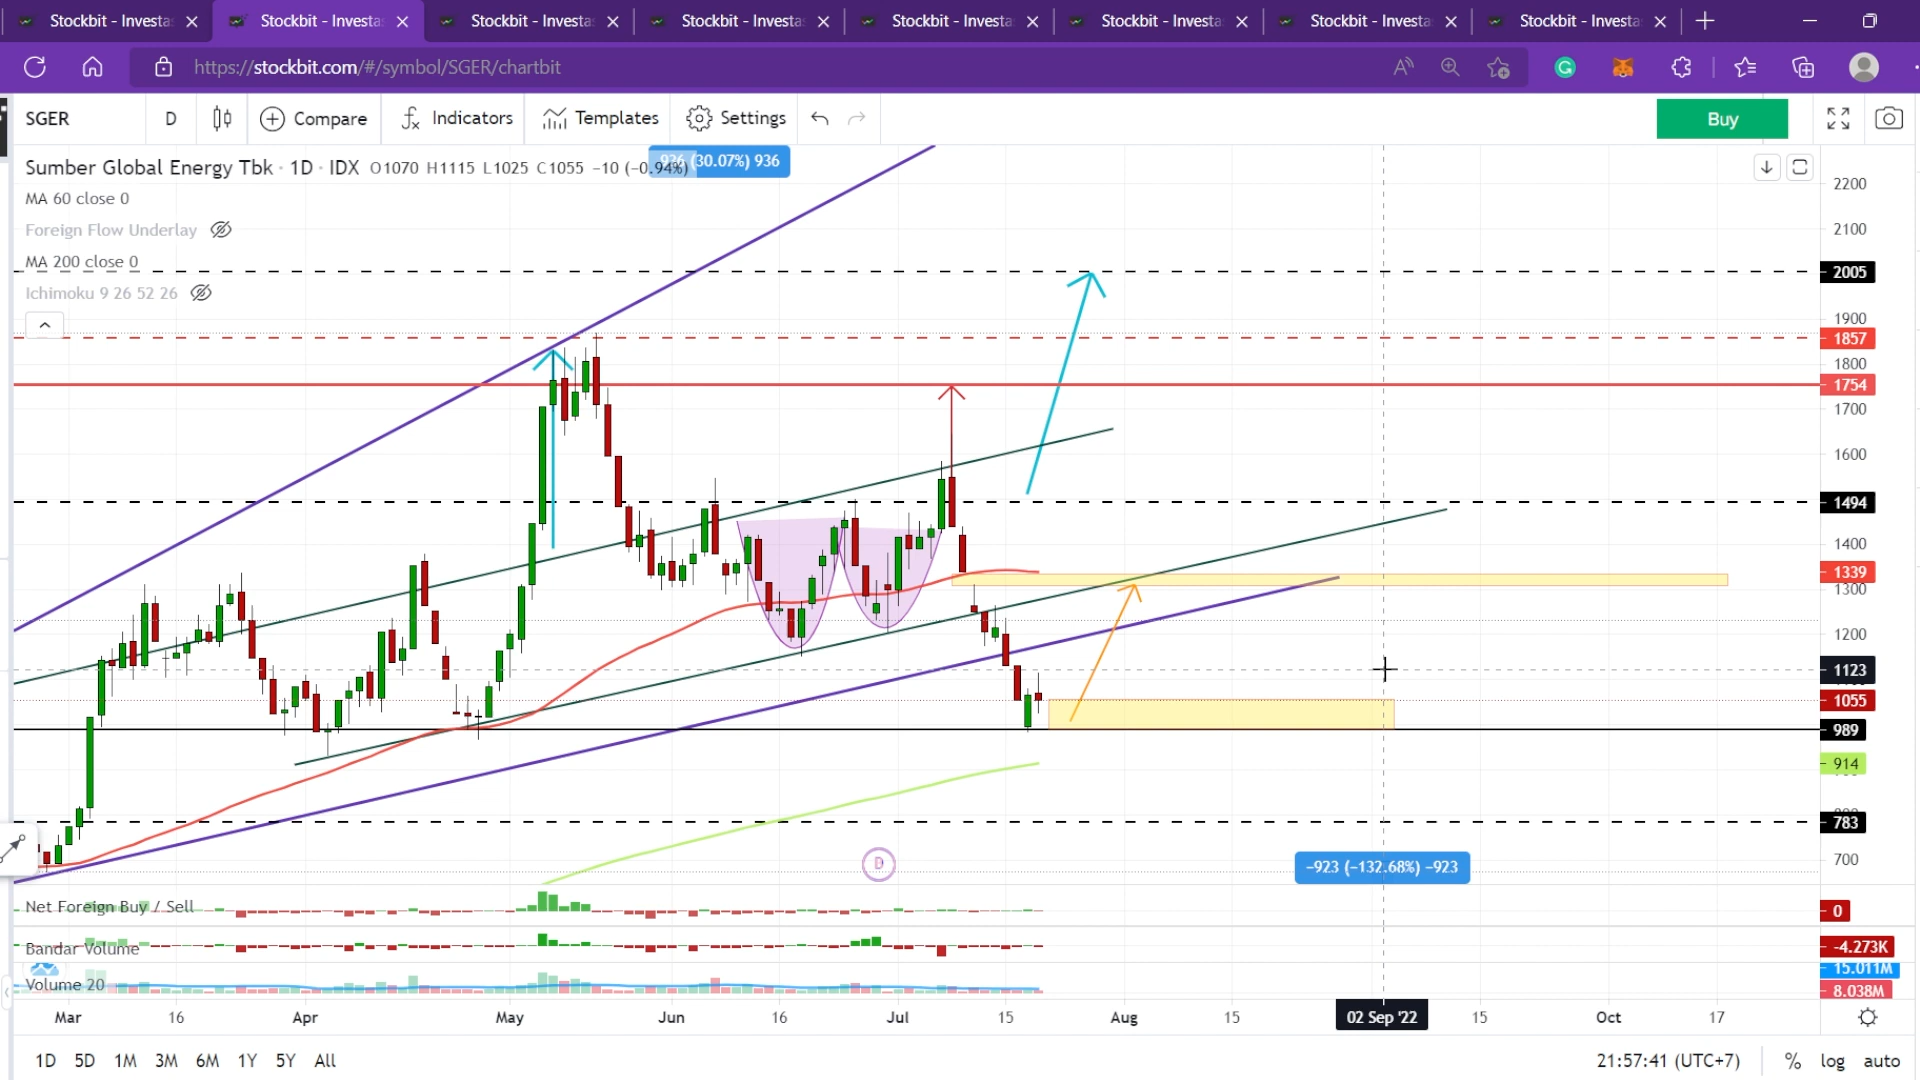 Stockbit - Investa Stockbit - Investa Stockbit - Investa Stockbit - Investa Stockbit - Investa Stockbit - Investa Stockbit - Investa Stockbit - Investa
https://stockbit.com/#/symbol/SGER/chartbit
SGER D Compare Indicators Templates Settings Buy
Sumber Global Energy Tbk · 1D · IDX O1070 H1115 L1025 C1055 −10 (−0.94%)
(30.07%) 936
MA 60 close 0
Foreign Flow Underlay
MA 200 close 0
Ichimoku 9 26 52 26
2200
2100
2005
1900
1857
1800
1754
1700
1600
1494
1400
1339
1300
1200
1123
1055
989
914
783
700
D
−923 (−132.68%) −923
Net Foreign Buy / Sell
0
Bandar Volume
-4.273K
15.011M
Volume 20
8.038M
Mar 16 Apr May Jun 16 Jul 15 Aug 15 02 Sep '22 15 Oct 17
1D 5D 1M 3M 6M 1Y 5Y All 21:57:41 (UTC+7) % log auto